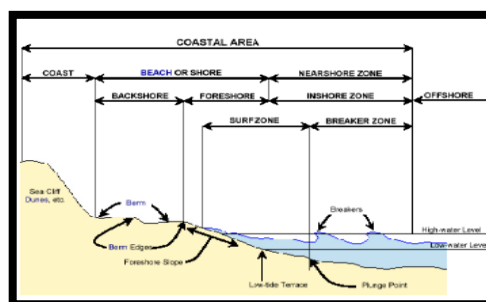 COASTAL AREA
COAST
BEACH OR SHORE
NEARSHORE ZONE
BACKSHORE
FORESHORE
INSHORE ZONE
OFFSHORE
SURFZONE
BREAKER ZONE
Sea Cliff
Dunes, etc.
Berm
Breakers
High-water Level
Berm Edges
Low-water Level
Foreshore Slope
Low-tide Terrace
Plunge Point